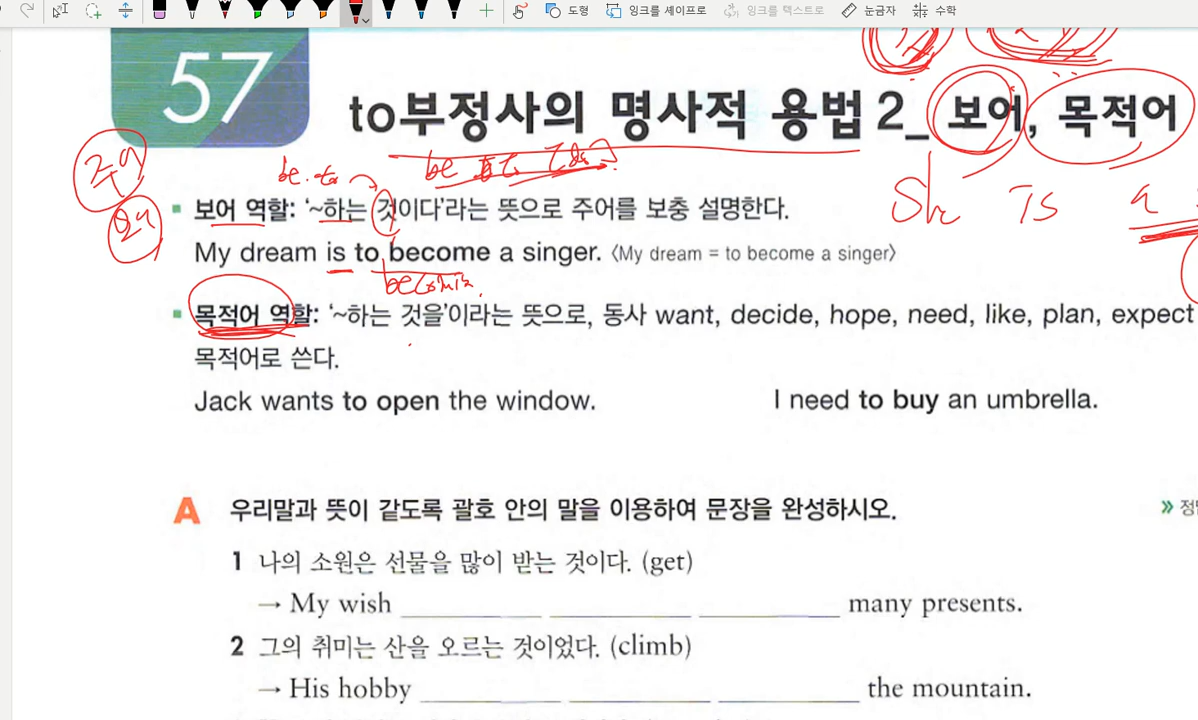 도형 잉크를 셰이프로 잉크를 텍스트로 눈금자 수학
57
to부정사의 명사적 용법 2_ 보어, 목적어
주어
be
She is a
보어 역할: '~하는 것이다'라는 뜻으로 주어를 보충 설명한다.
My dream is to become a singer. 〈My dream = to become a singer〉
목적어 역할: '~하는 것을'이라는 뜻으로, 동사 want, decide, hope, need, like, plan, expect
목적어로 쓴다.
Jack wants to open the window. I need to buy an umbrella.
A 우리말과 뜻이 같도록 괄호 안의 말을 이용하여 문장을 완성하시오.
1 나의 소원은 선물을 많이 받는 것이다. (get)
→ My wish ______ ______ ______ many presents.
2 그의 취미는 산을 오르는 것이었다. (climb)
→ His hobby ______ ______ ______ the mountain.